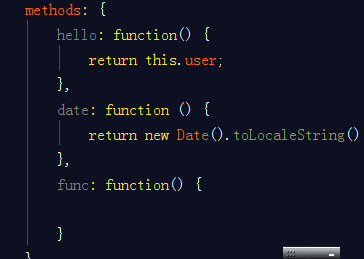 methods: {
hello: function() {
return this.user;
},
date: function () {
return new Date().toLocaleString()
},
func: function() {
}
}